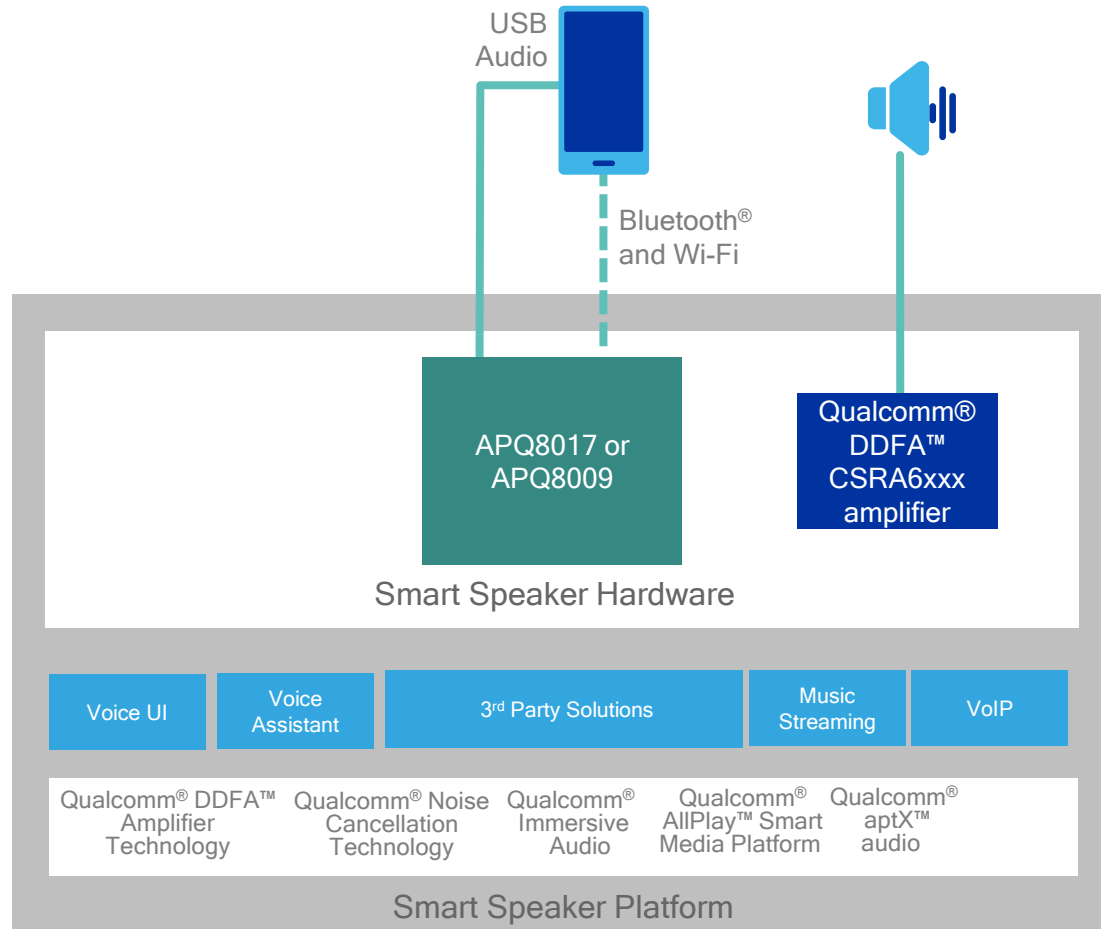 USB
Audio
Bluetooth®
and Wi-Fi
APQ8017 or
APQ8009
Qualcomm®
DDFA™
CSRA6xxx
amplifier
Smart Speaker Hardware
Voice UI
Voice
Assistant
3rd Party Solutions
Music
Streaming
VoIP
Qualcomm® DDFA™
Amplifier
Technology
Qualcomm® Noise
Cancellation
Technology
Qualcomm®
Immersive
Audio
Qualcomm®
AllPlay™ Smart
Media Platform
Qualcomm®
aptX™
audio
Smart Speaker Platform